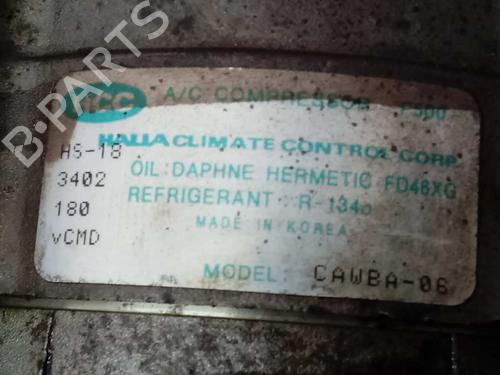 HCC A/C COMPRESSOR
HALLA CLIMATE CONTROL CORP.
HS-18 OIL:DAPHNE HERMETIC FD46XG
3402 REFRIGERANT : R-134a
180 MADE IN KOREA
vCMD
MODEL: CAWBA-06
B-PARTS